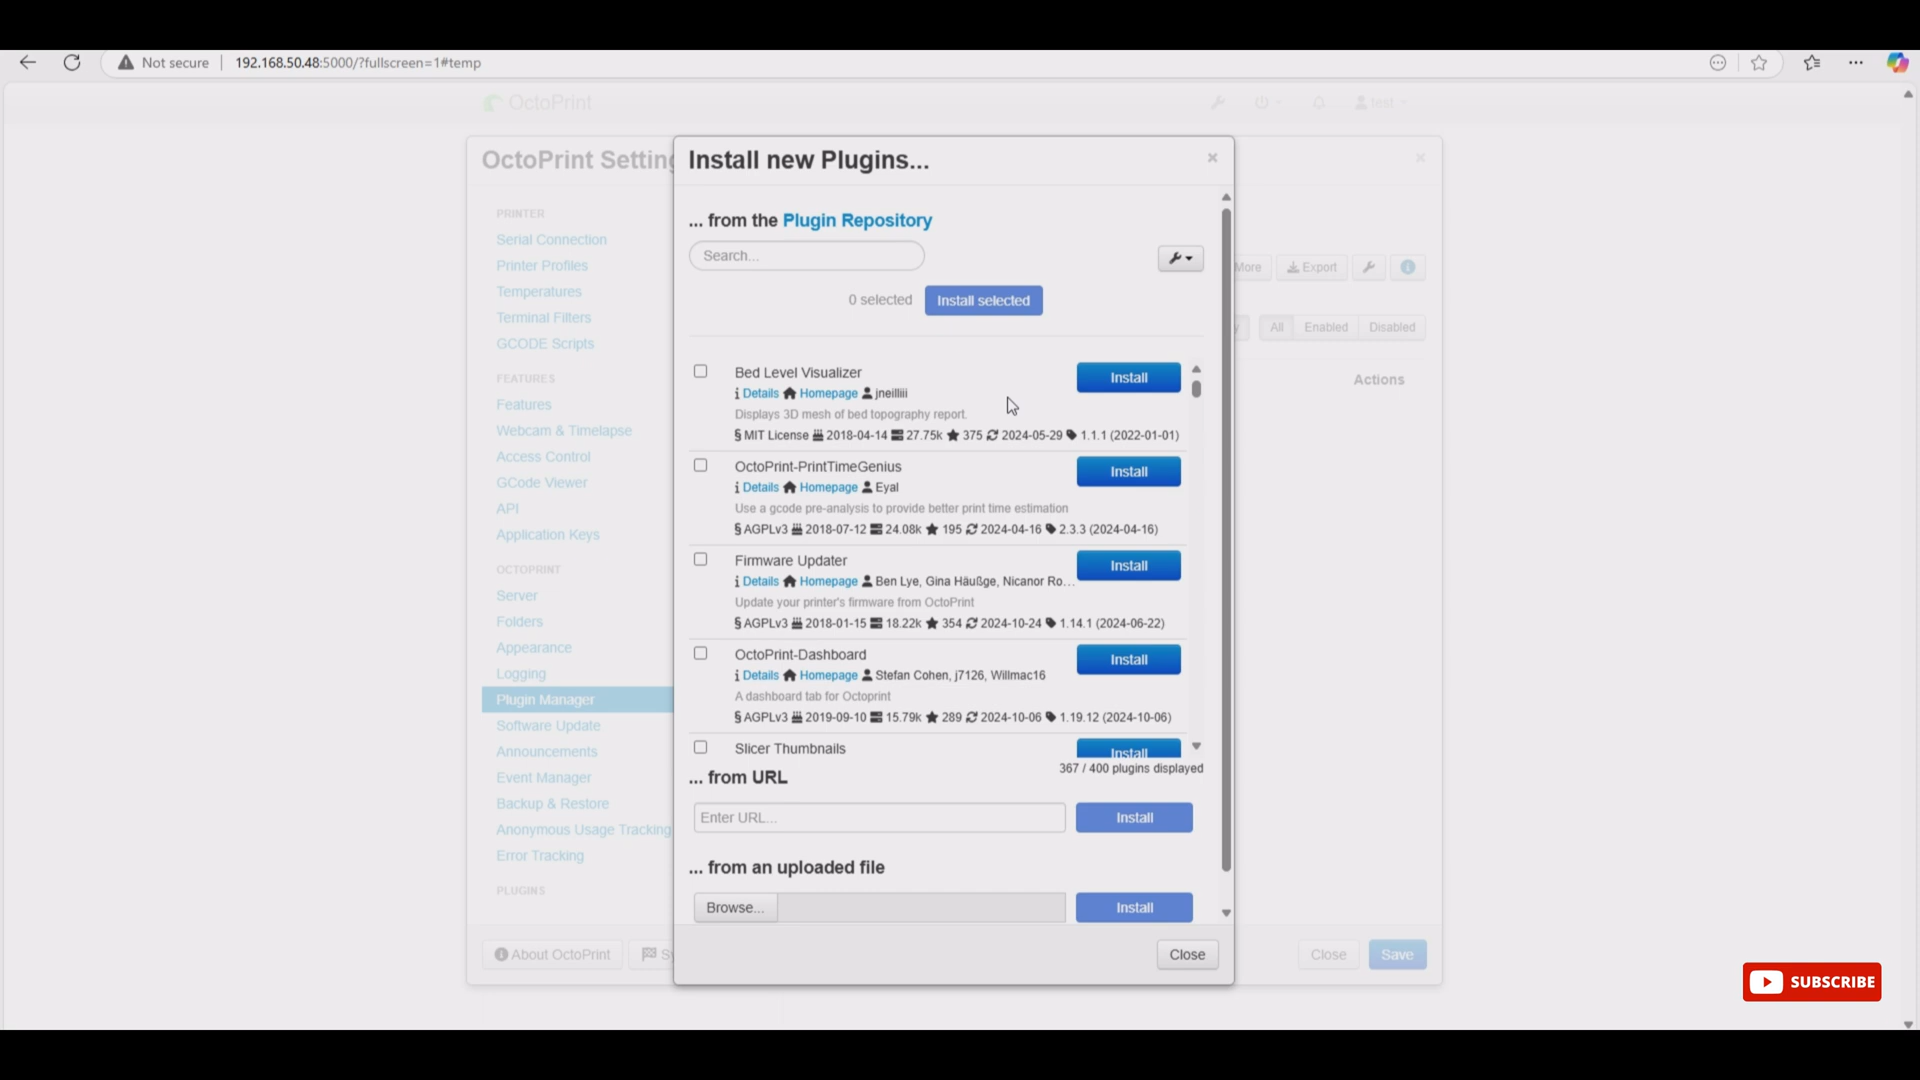 Not secure
192.168.50.48:5000/?fullscreen=1#temp
OctoPrint
test
OctoPrint Setting
PRINTER
Serial Connection
Printer Profiles
Temperatures
Terminal Filters
GCODE Scripts
FEATURES
Features
Webcam & Timelapse
Access Control
GCode Viewer
API
Application Keys
OCTOPRINT
Server
Folders
Appearance
Logging
Plugin Manager
Software Update
Announcements
Event Manager
Backup & Restore
Anonymous Usage Tracking
Error Tracking
PLUGINS
About OctoPrint
Install new Plugins...
... from the Plugin Repository
Search...
0 selected Install selected
Bed Level Visualizer
Install
Details Homepage jneilliii
Displays 3D mesh of bed topography report.
§ MIT License 2018-04-14 27.75k 375 2024-05-29 1.1.1 (2022-01-01)
OctoPrint-PrintTimeGenius
Install
Details Homepage Eyal
Use a gcode pre-analysis to provide better print time estimation
§ AGPLv3 2018-07-12 24.08k 195 2024-04-16 2.3.3 (2024-04-16)
Firmware Updater
Install
Details Homepage Ben Lye, Gina Häußge, Nicanor Ro...
Update your printer's firmware from OctoPrint
§ AGPLv3 2018-01-15 18.22k 354 2024-10-24 1.14.1 (2024-06-22)
OctoPrint-Dashboard
Install
Details Homepage Stefan Cohen, j7126, Willmac16
A dashboard tab for Octoprint
§ AGPLv3 2019-09-10 15.79k 289 2024-10-06 1.19.12 (2024-10-06)
Slicer Thumbnails
Install
367 / 400 plugins displayed
... from URL
Enter URL...
Install
... from an uploaded file
Browse...
Install
Close
More
Export
All
Enabled
Disabled
Actions
Close
Save
SUBSCRIBE